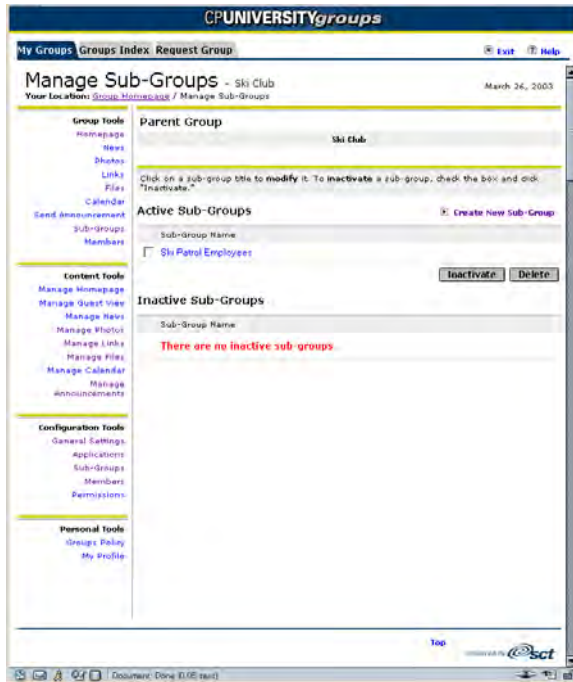 CPUNIVERSITYgroups
My Groups Groups Index Request Group
Exit Help
Manage Sub-Groups - Ski Club
March 26, 2003
Your Location: Group Homepage / Manage Sub-Groups
Group Tools
Homepage
News
Photos
Links
Files
Calendar
Send Announcement
Sub-Groups
Members
Content Tools
Manage Homepage
Manage Guest View
Manage News
Manage Photos
Manage Links
Manage Files
Manage Calendar
Manage
Announcements
Configuration Tools
General Settings
Applications
Sub-Groups
Members
Permissions
Personal Tools
Groups Policy
My Profile
Parent Group
Ski Club
Click on a sub-group title to modify it. To inactivate a sub-group, check the box and click
"Inactivate."
Active Sub-Groups
Create New Sub-Group
Sub-Group Name
Ski Patrol Employees
Inactivate Delete
Inactive Sub-Groups
Sub-Group Name
There are no inactive sub-groups
Top
sct
Document: Done (0.05 secs)